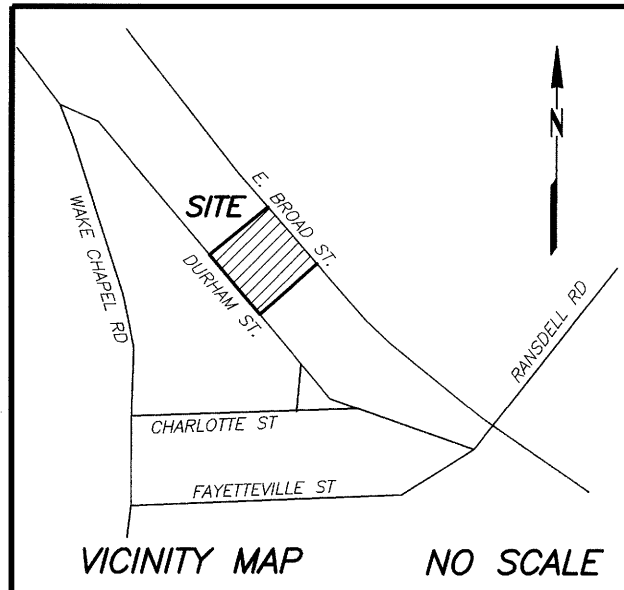 N
SITE
E. BROAD ST.
WAKE CHAPEL RD
DURHAM ST.
RANSDELL RD
CHARLOTTE ST
FAYETTEVILLE ST
VICINITY MAP
NO SCALE